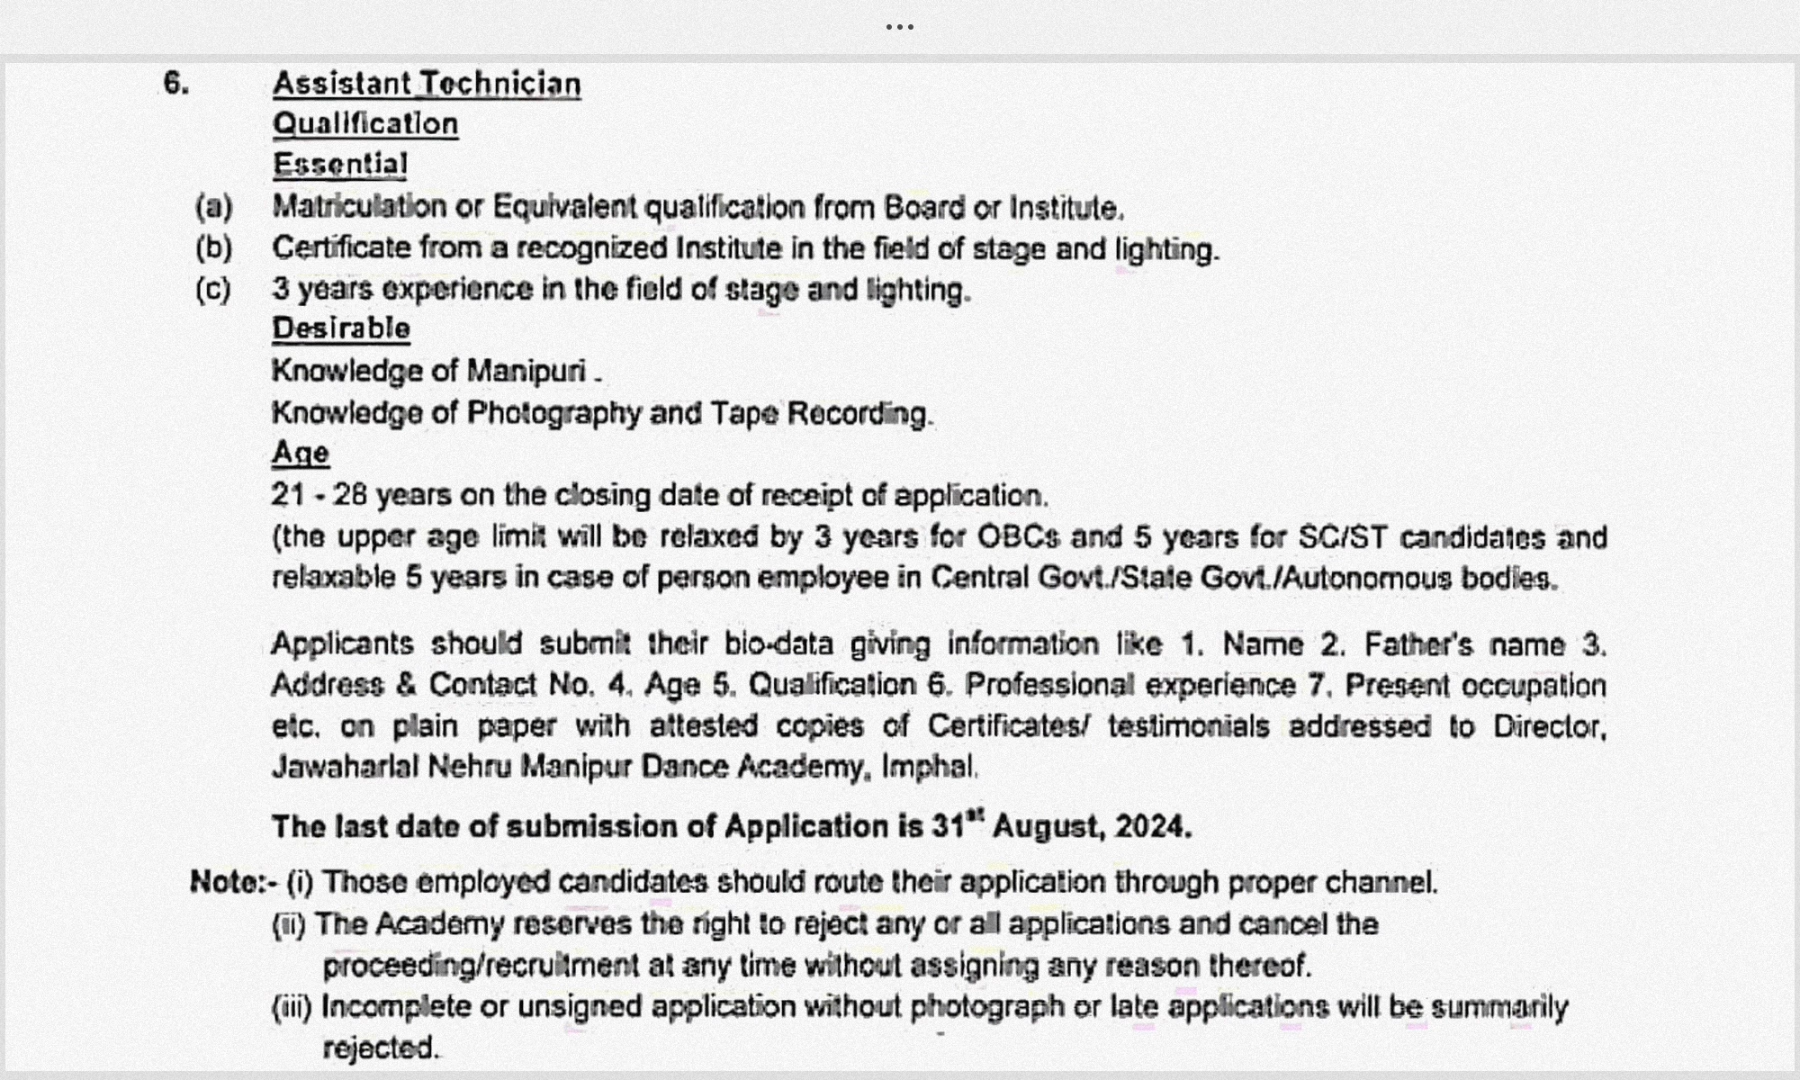 6. Assistant Technician
Qualification
Essential
(a) Matriculation or Equivalent qualification from Board or Institute.
(b) Certificate from a recognized Institute in the field of stage and lighting.
(c) 3 years experience in the field of stage and lighting.
Desirable
Knowledge of Manipuri .
Knowledge of Photography and Tape Recording.
Age
21 - 28 years on the closing date of receipt of application.
(the upper age limit will be relaxed by 3 years for OBCs and 5 years for SC/ST candidates and
relaxable 5 years in case of person employee in Central Govt./State Govt./Autonomous bodies.
Applicants should submit their bio-data giving information like 1. Name 2. Father's name 3.
Address & Contact No. 4. Age 5. Qualification 6. Professional experience 7. Present occupation
etc. on plain paper with attested copies of Certificates/ testimonials addressed to Director,
Jawaharlal Nehru Manipur Dance Academy, Imphal.
The last date of submission of Application is 31st August, 2024.
Note:- (i) Those employed candidates should route their application through proper channel.
(ii) The Academy reserves the right to reject any or all applications and cancel the
proceeding/recruitment at any time without assigning any reason thereof.
(iii) Incomplete or unsigned application without photograph or late applications will be summarily
rejected.